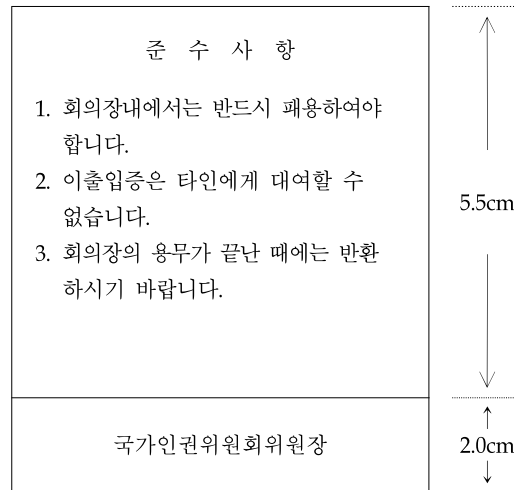 준 수 사 항
1. 회의장내에서는 반드시 패용하여야
합니다.
2. 이출입증은 타인에게 대여할 수
없습니다.
3. 회의장의 용무가 끝난 때에는 반환
하시기 바랍니다.
5.5cm
국가인권위원회위원장
2.0cm